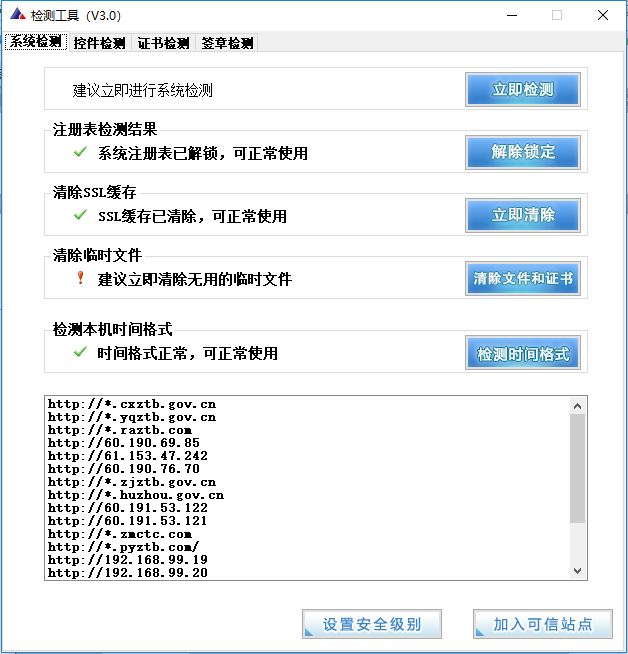 检测工具（V3.0）
系统检测 控件检测 证书检测 签章检测
建议立即进行系统检测 立即检测
注册表检测结果
系统注册表已解锁，可正常使用 解除锁定
清除SSL缓存
SSL缓存已清除，可正常使用 立即清除
清除临时文件
建议立即清除无用的临时文件 清除文件和证书
检测本机时间格式
时间格式正常，可正常使用 检测时间格式
http://*.cxztb.gov.cn
http://*.yqztb.gov.cn
http://*.raztb.com
http://60.190.69.85
http://61.153.47.242
http://60.190.76.70
http://*.zjztb.gov.cn
http://*.huzhou.gov.cn
http://60.191.53.122
http://60.191.53.121
http://*.zmctc.com
http://*.pyztb.com/
http://192.168.99.19
http://192.168.99.20
设置安全级别 加入可信站点